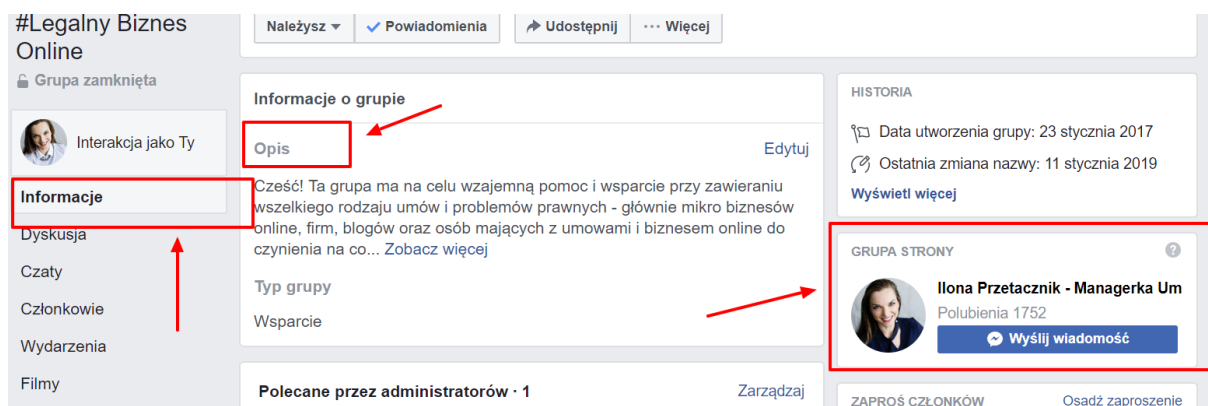 #Legalny Biznes
Online
Grupa zamknięta
Interakcja jako Ty
Informacje
Dyskusja
Czaty
Członkowie
Wydarzenia
Filmy
Należysz
Powiadomienia
Udostępnij
Więcej
Informacje o grupie
Opis
Edytuj
Cześć! Ta grupa ma na celu wzajemną pomoc i wsparcie przy zawieraniu
wszelkiego rodzaju umów i problemów prawnych - głównie mikro biznesów
online, firm, blogów oraz osób mających z umowami i biznesem online do
czynienia na co... Zobacz więcej
Typ grupy
Wsparcie
Polecane przez administratorów · 1
Zarządzaj
HISTORIA
Data utworzenia grupy: 23 stycznia 2017
Ostatnia zmiana nazwy: 11 stycznia 2019
Wyświetl więcej
GRUPA STRONY
Ilona Przetacznik - Managerka Um
Polubienia 1752
Wyślij wiadomość
ZAPROŚ CZŁONKÓW
Osadź zaproszenie